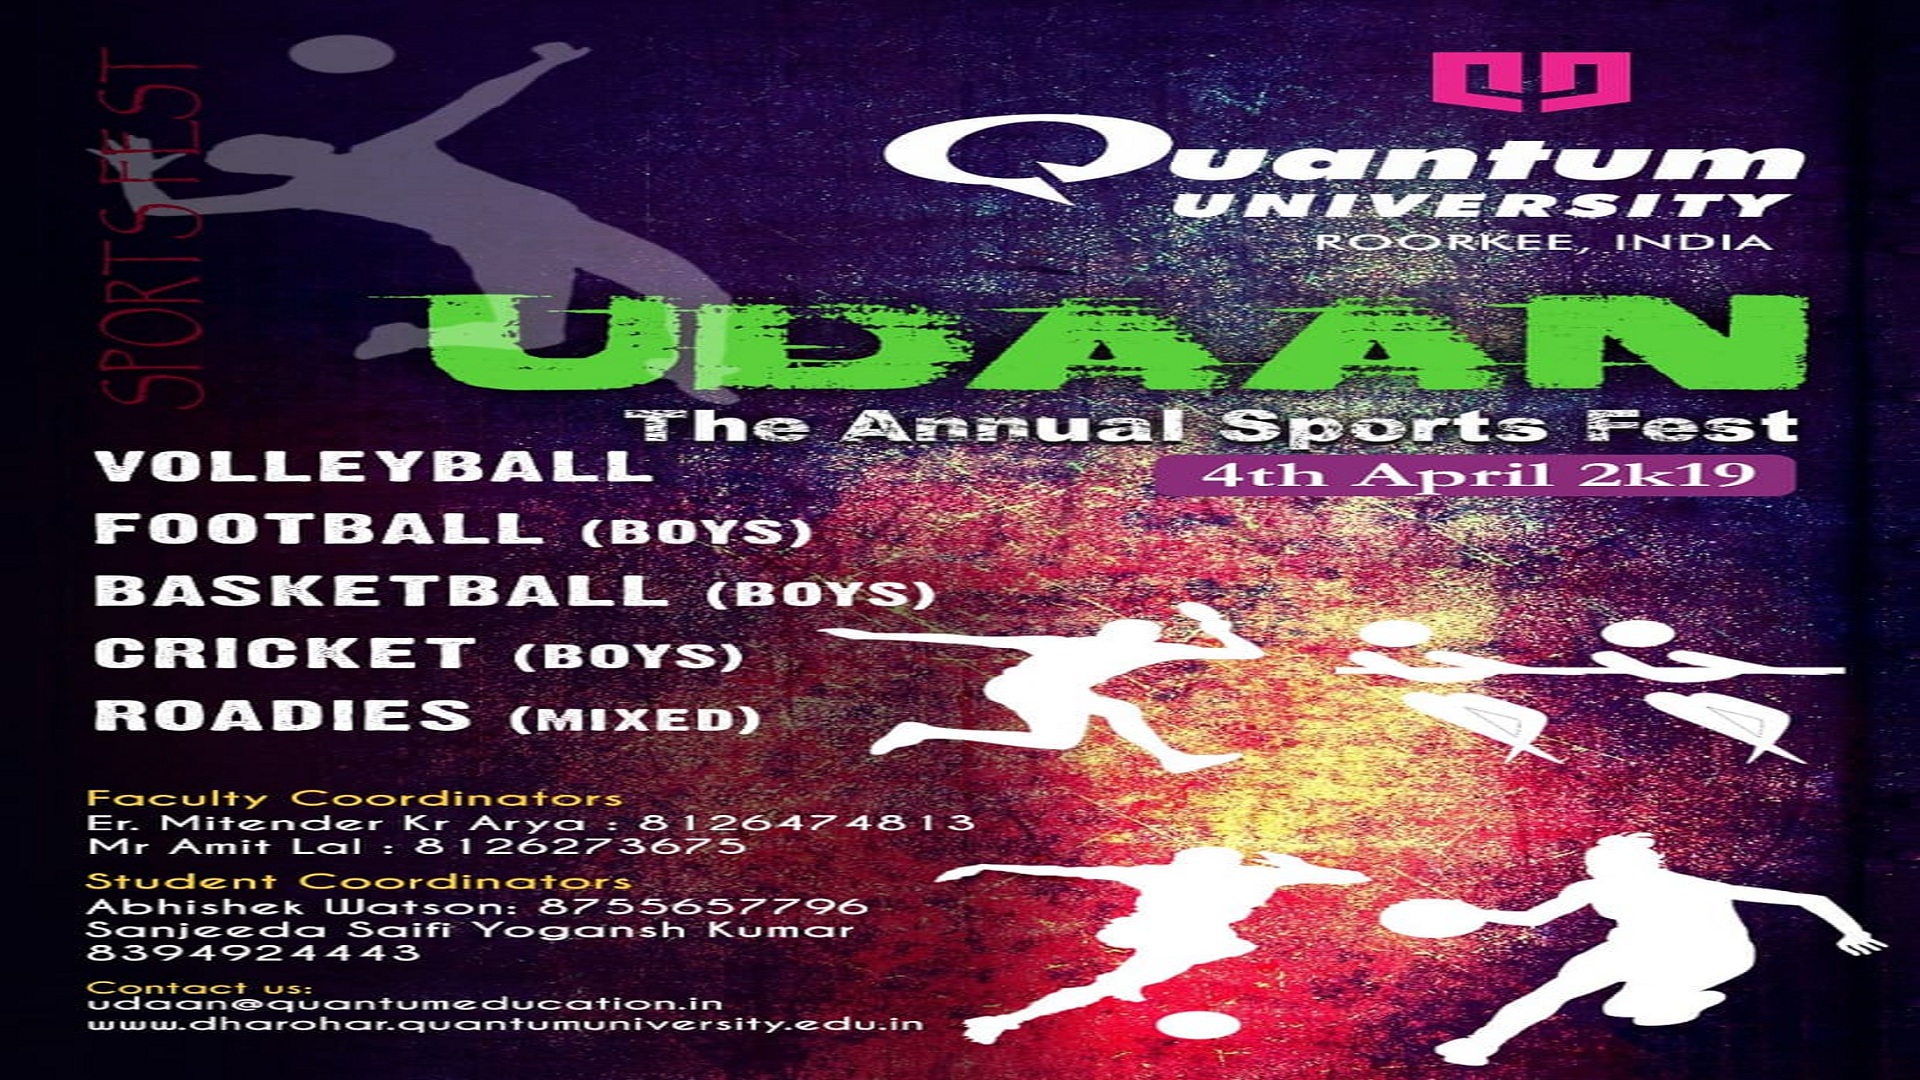 SPORTS FEST
Quantum
UNIVERSITY
ROORKEE, INDIA
UDAAN
The Annual Sports Fest
4th April 2k19
VOLLEYBALL
FOOTBALL (BOYS)
BASKETBALL (BOYS)
CRICKET (BOYS)
ROADIES (MIXED)
Faculty Coordinators
Er. Mitender Kr Arya : 8126474813
Mr Amit Lal : 8126273675
Student Coordinators
Abhishek Watson: 8755657796
Sanjeeda Saifi Yogansh Kumar
8394924443
Contact us:
udaan@quantumeducation.in
www.dharohar.quantumuniversity.edu.in